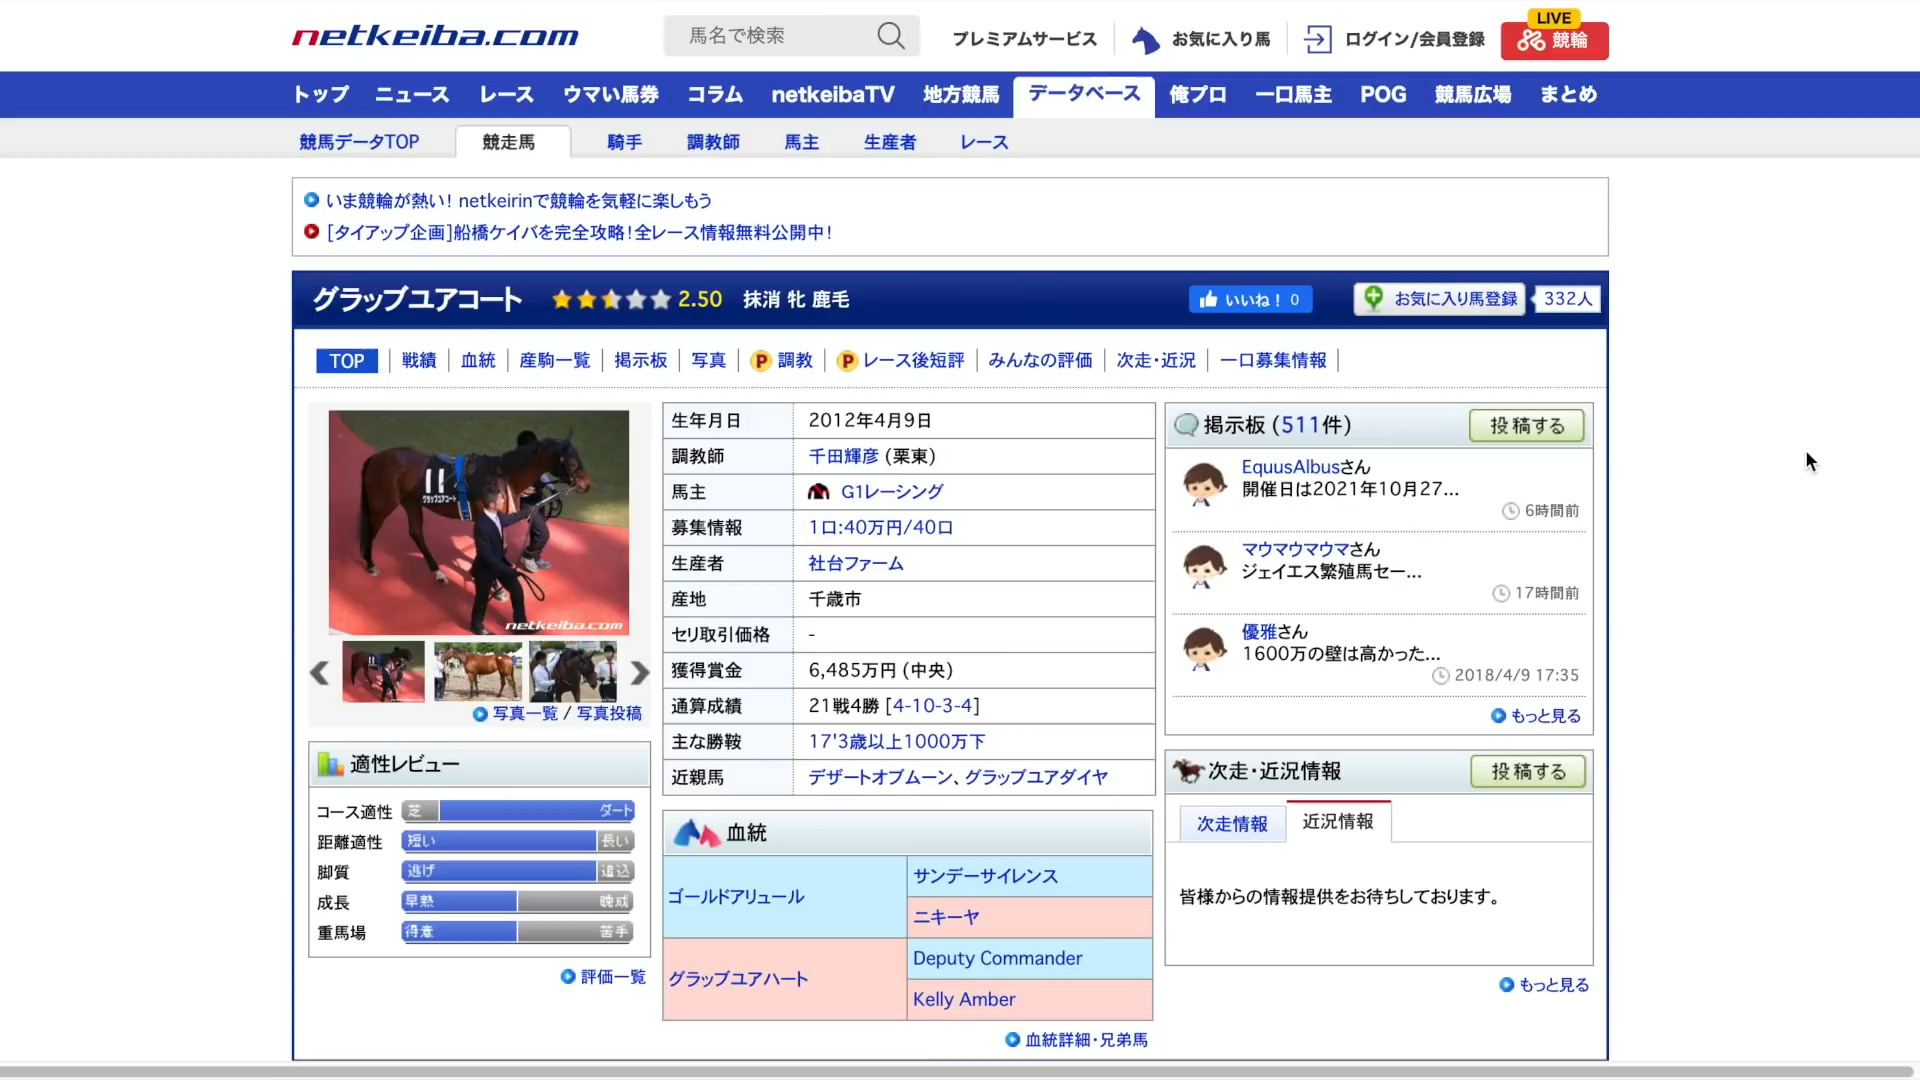 netkeiba.com
馬名で検索
プレミアムサービス
お気に入り馬
ログイン/会員登録
LIVE
競輪
トップ ニュース レース ウマい馬券 コラム netkeibaTV 地方競馬 データベース 俺プロ 一口馬主 POG 競馬広場 まとめ
競馬データTOP 競走馬 騎手 調教師 馬主 生産者 レース
いま競輪が熱い! netkeirinで競輪を気軽に楽しもう
[タイアップ企画]船橋ケイバを完全攻略!全レース情報無料公開中!
グラップユアコート 2.50 抹消 牝 鹿毛
いいね! 0
お気に入り馬登録 332人
TOP 戦績 血統 産駒一覧 掲示板 写真 P 調教 P レース後短評 みんなの評価 次走・近況 一口募集情報
11
グラップユアコート
netkeiba.com
写真一覧 / 写真投稿
適性レビュー
コース適性 芝 ダート
距離適性 短い 長い
脚質 逃げ 追込
成長 早熟 晩成
重馬場 得意 苦手
評価一覧
生年月日 2012年4月9日
調教師 千田輝彦 (栗東)
馬主 G1レーシング
募集情報 1口:40万円/40口
生産者 社台ファーム
産地 千歳市
セリ取引価格 -
獲得賞金 6,485万円 (中央)
通算成績 21戦4勝 [4-10-3-4]
主な勝鞍 17'3歳以上1000万下
近親馬 デザートオブムーン、グラップユアダイヤ
血統
ゴールドアリュール
サンデーサイレンス
ニキーヤ
グラップユアハート
Deputy Commander
Kelly Amber
血統詳細・兄弟馬
掲示板 (511件) 投稿する
EquusAlbusさん
開催日は2021年10月27...
6時間前
マウマウマウマさん
ジェイエス繁殖馬セー...
17時間前
優雅さん
1600万の壁は高かった...
2018/4/9 17:35
もっと見る
次走・近況情報 投稿する
次走情報 近況情報
皆様からの情報提供をお待ちしております。
もっと見る